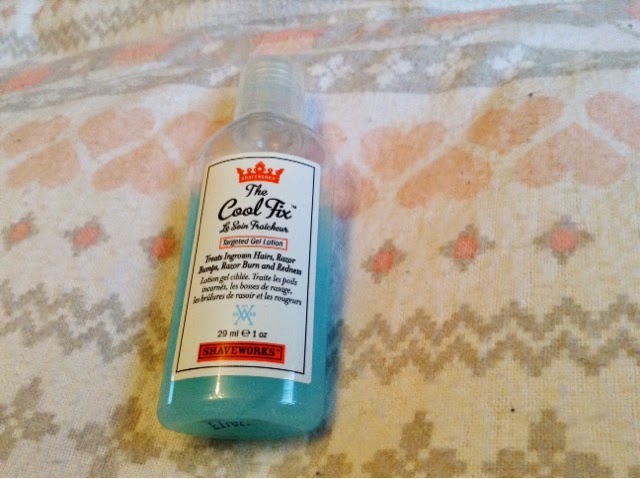 SHAVEWORKS
The
Cool Fix™
Le Soin Fraîcheur
Targeted Gel Lotion
Treats Ingrown Hairs, Razor
Bumps, Razor Burn and Redness
Lotion gel ciblée. Traite les poils
incarnés, les bosses de rasage,
les brûlures de rasoir et les rougeurs
29 ml e 1 oz
SHAVEWORKS™